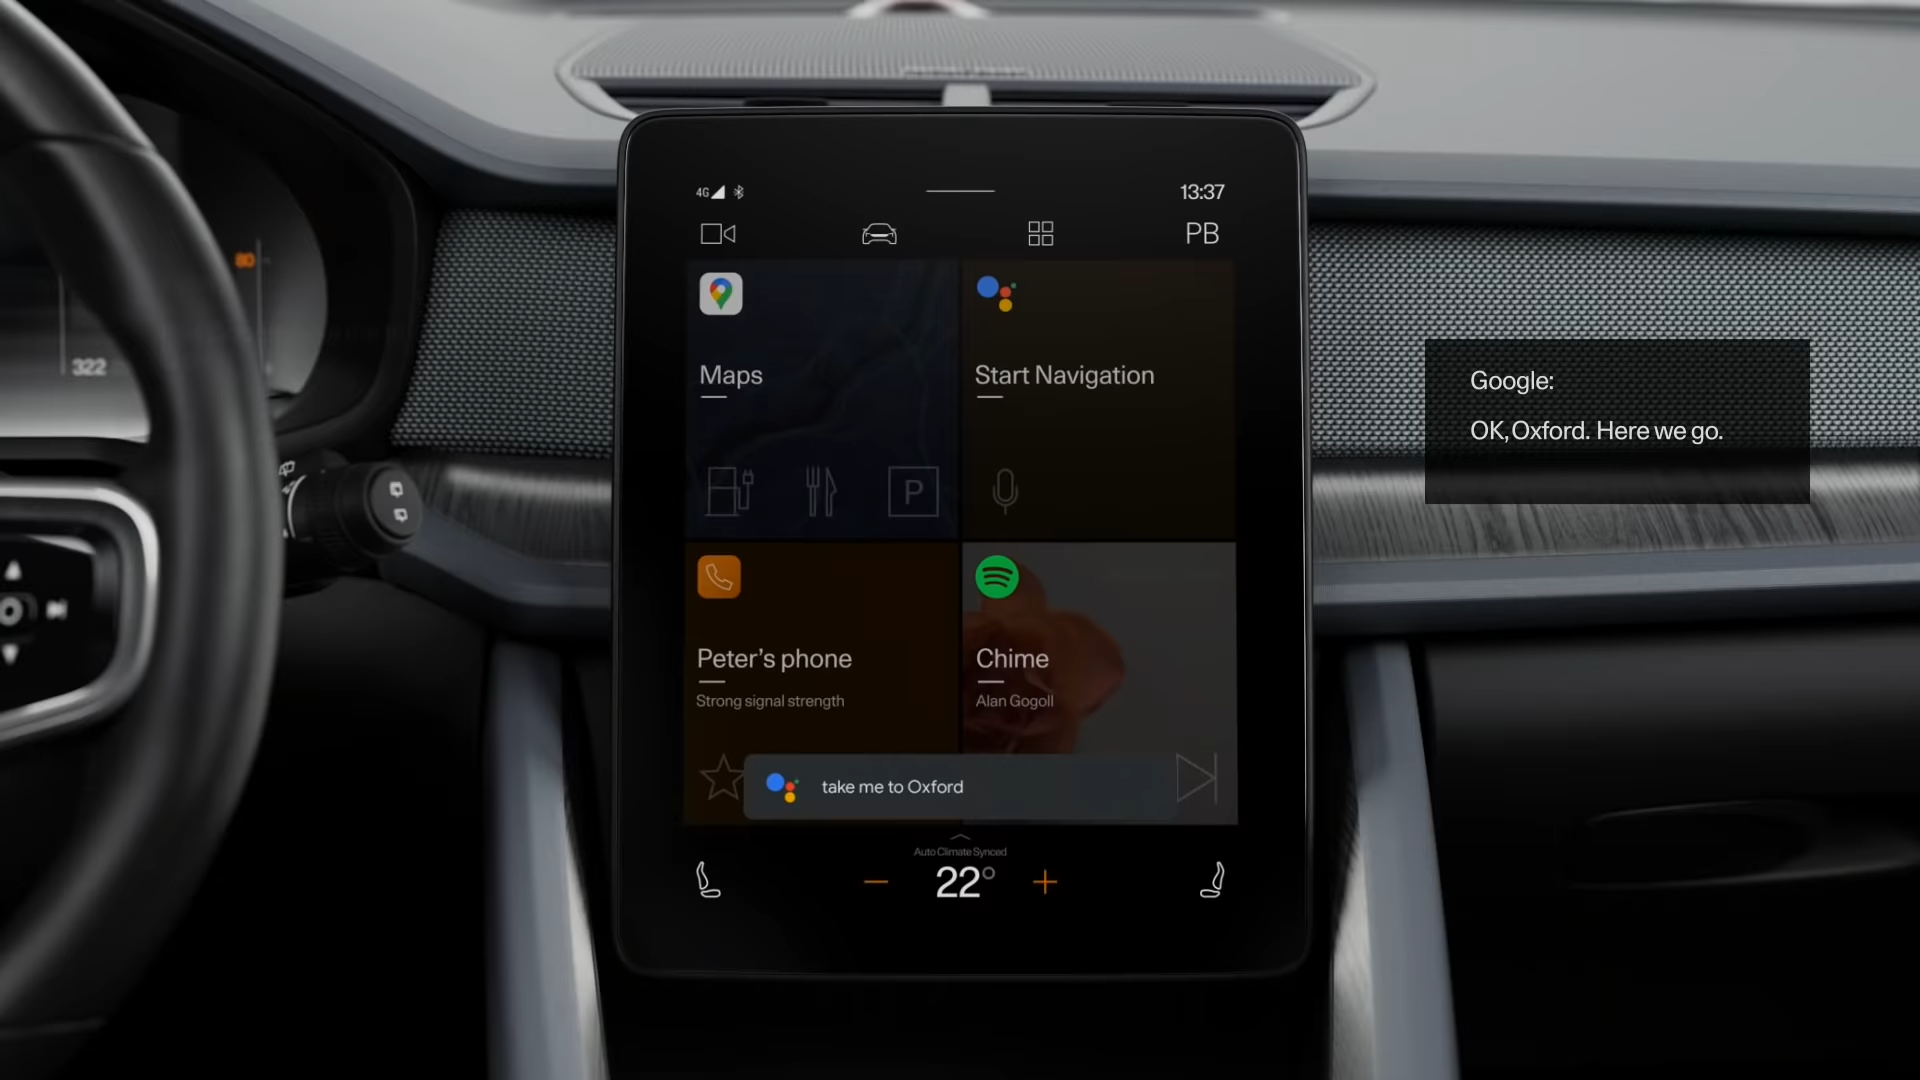 4G
13:37
PB
Maps
Start Navigation
P
Peter's phone
Strong signal strength
Chime
Alan Gogoll
take me to Oxford
Auto Climate Synced
22°
80
322
Google:
OK, Oxford. Here we go.